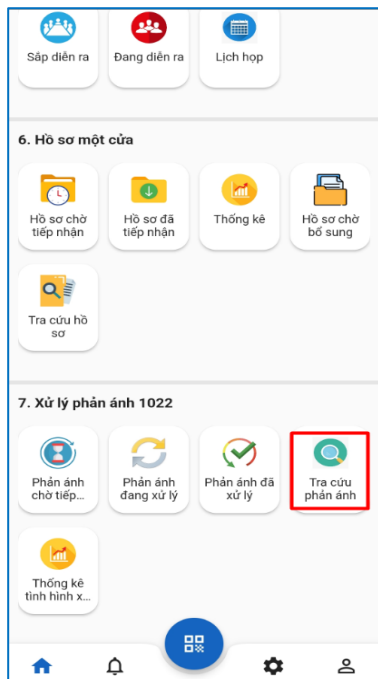 Sắp diễn ra
Đang diễn ra
Lịch họp
6. Hồ sơ một cửa
Hồ sơ chờ
tiếp nhận
Hồ sơ đã
tiếp nhận
Thống kê
Hồ sơ chờ
bổ sung
Tra cứu hồ
sơ
7. Xử lý phản ánh 1022
Phản ánh
chờ tiếp...
Phản ánh
đang xử lý
Phản ánh đã
xử lý
Tra cứu
phản ánh
Thống kê
tình hình x...